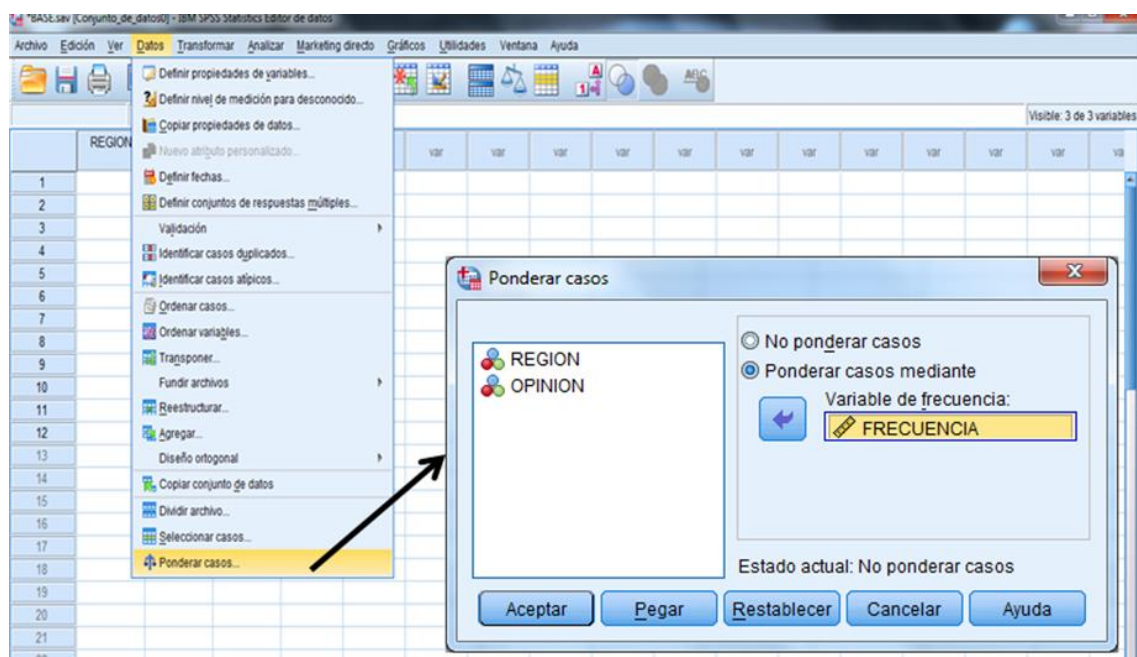 *BASE.sav [Conjunto_de_datos0] - IBM SPSS Statistics Editor de datos
Archivo Edición Ver Datos Transformar Analizar Marketing directo Gráficos Utilidades Ventana Ayuda
Visible: 3 de 3 variables
REGION var var var var var var var var var var var va
Definir propiedades de variables...
Definir nivel de medición para desconocido...
Copiar propiedades de datos...
Nuevo atributo personalizado...
Definir fechas...
Definir conjuntos de respuestas múltiples...
Validación
Identificar casos duplicados...
Identificar casos atípicos...
Ordenar casos...
Ordenar variables...
Transponer...
Fundir archivos
Reestructurar...
Agregar...
Diseño ortogonal
Copiar conjunto de datos
Dividir archivo...
Seleccionar casos...
Ponderar casos...
1
2
3
4
5
6
7
8
9
10
11
12
13
14
15
16
17
18
19
20
21
Ponderar casos
REGION
OPINION
No ponderar casos
Ponderar casos mediante
Variable de frecuencia:
FRECUENCIA
Estado actual: No ponderar casos
Aceptar Pegar Restablecer Cancelar Ayuda